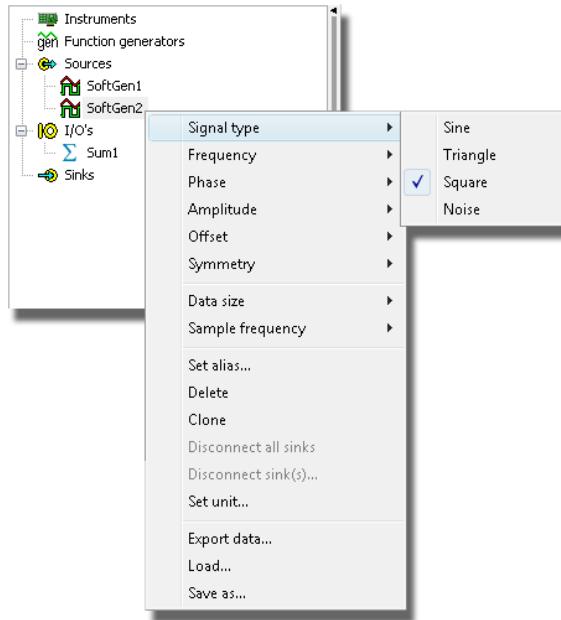 Instruments
gen Function generators
Sources
SoftGen1
SoftGen2
I/O's
Σ Sum1
Sinks
Signal type
Frequency
Phase
Amplitude
Offset
Symmetry
Data size
Sample frequency
Set alias...
Delete
Clone
Disconnect all sinks
Disconnect sink(s)...
Set unit...
Export data...
Load...
Save as...
Sine
Triangle
Square
Noise